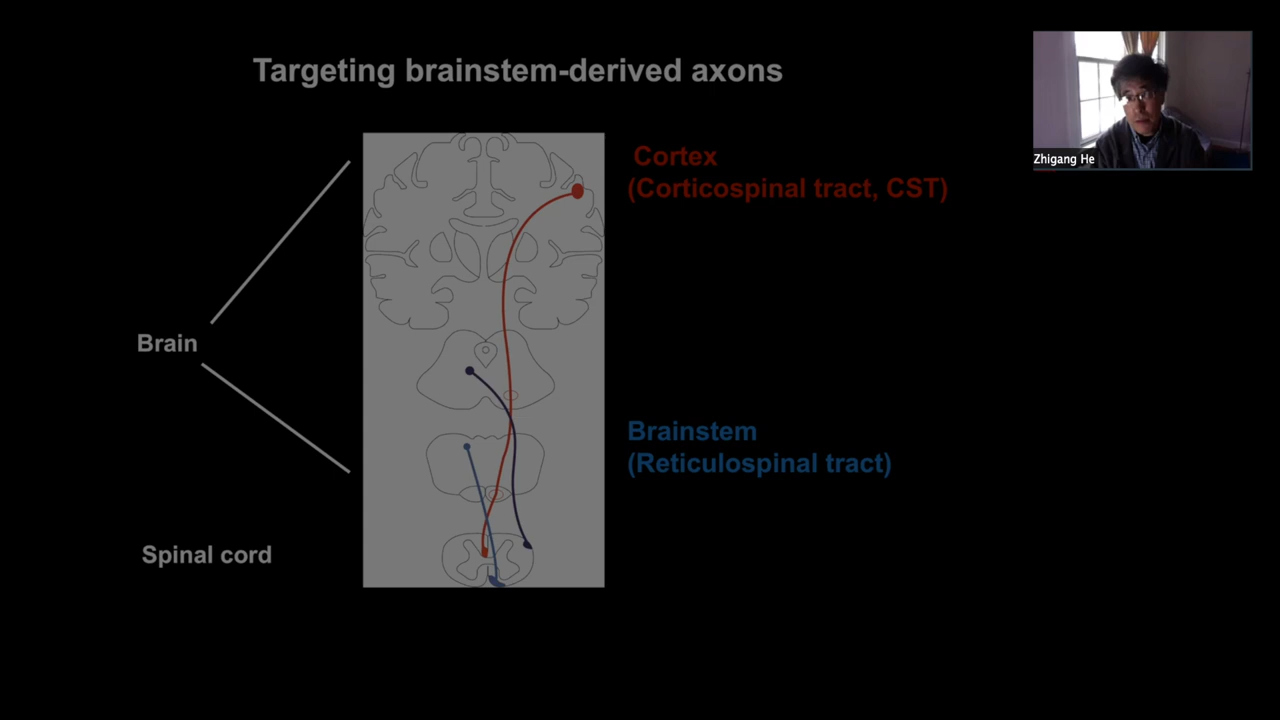 Targeting brainstem-derived axons
Zhigang He
Cortex
(Corticospinal tract, CST)
Brain
Brainstem
(Reticulospinal tract)
Spinal cord